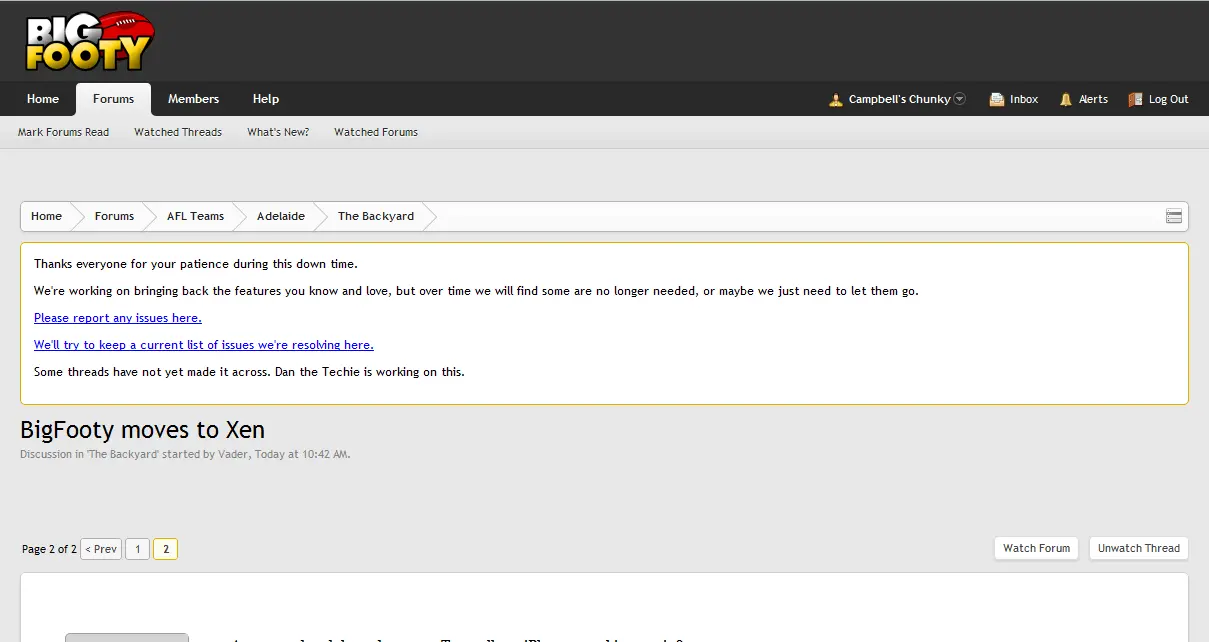 BIG
FOOTY
Home Forums Members Help Campbell's Chunky Inbox Alerts Log Out
Mark Forums Read Watched Threads What's New? Watched Forums
Home Forums AFL Teams Adelaide The Backyard
Thanks everyone for your patience during this down time.
We're working on bringing back the features you know and love, but over time we will find some are no longer needed, or maybe we just need to let them go.
Please report any issues here.
We'll try to keep a current list of issues we're resolving here.
Some threads have not yet made it across. Dan the Techie is working on this.
BigFooty moves to Xen
Discussion in 'The Backyard' started by Vader, Today at 10:42 AM.
Page 2 of 2 < Prev 1 2 Watch Forum Unwatch Thread